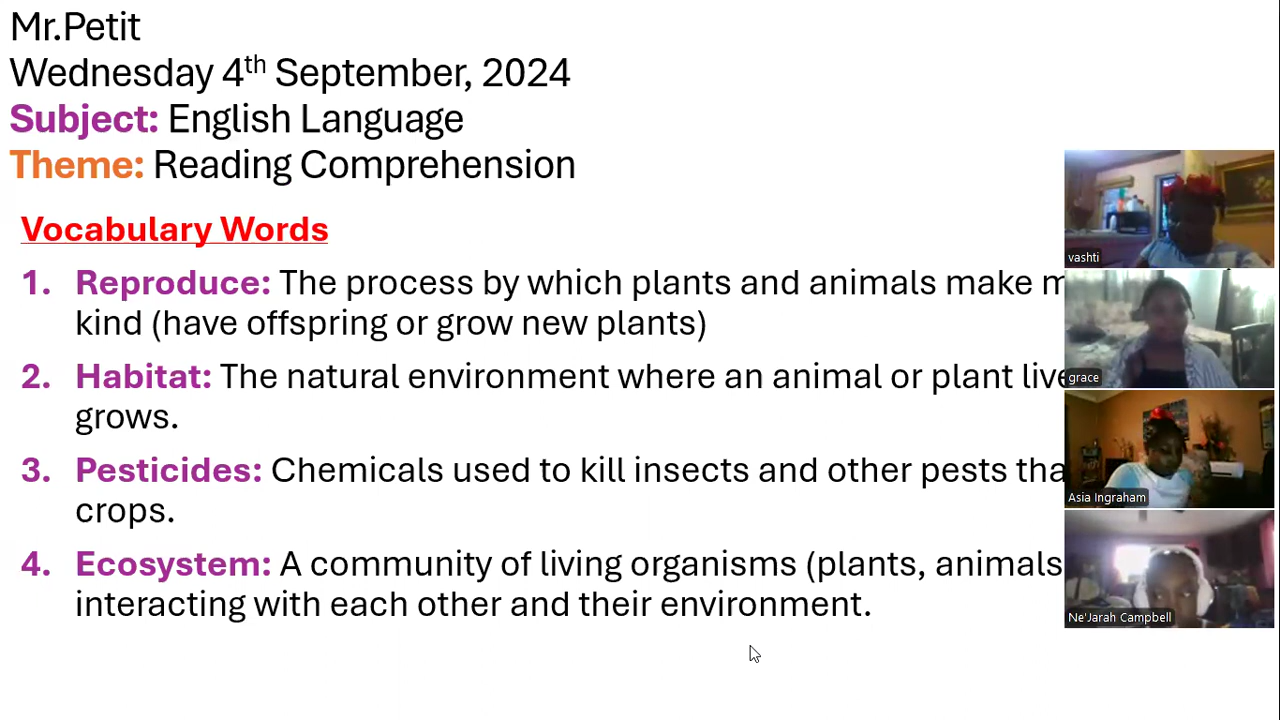 Mr.Petit
Wednesday 4th September, 2024
Subject: English Language
Theme: Reading Comprehension
Vocabulary Words
1. Reproduce: The process by which plants and animals make
kind (have offspring or grow new plants)
2. Habitat: The natural environment where an animal or plant
grows.
3. Pesticides: Chemicals used to kill insects and other pests
crops.
4. Ecosystem: A community of living organisms (plants, animals
interacting with each other and their environment.
vashti
grace
Asia Ingraham
Ne'Jarah Campbell